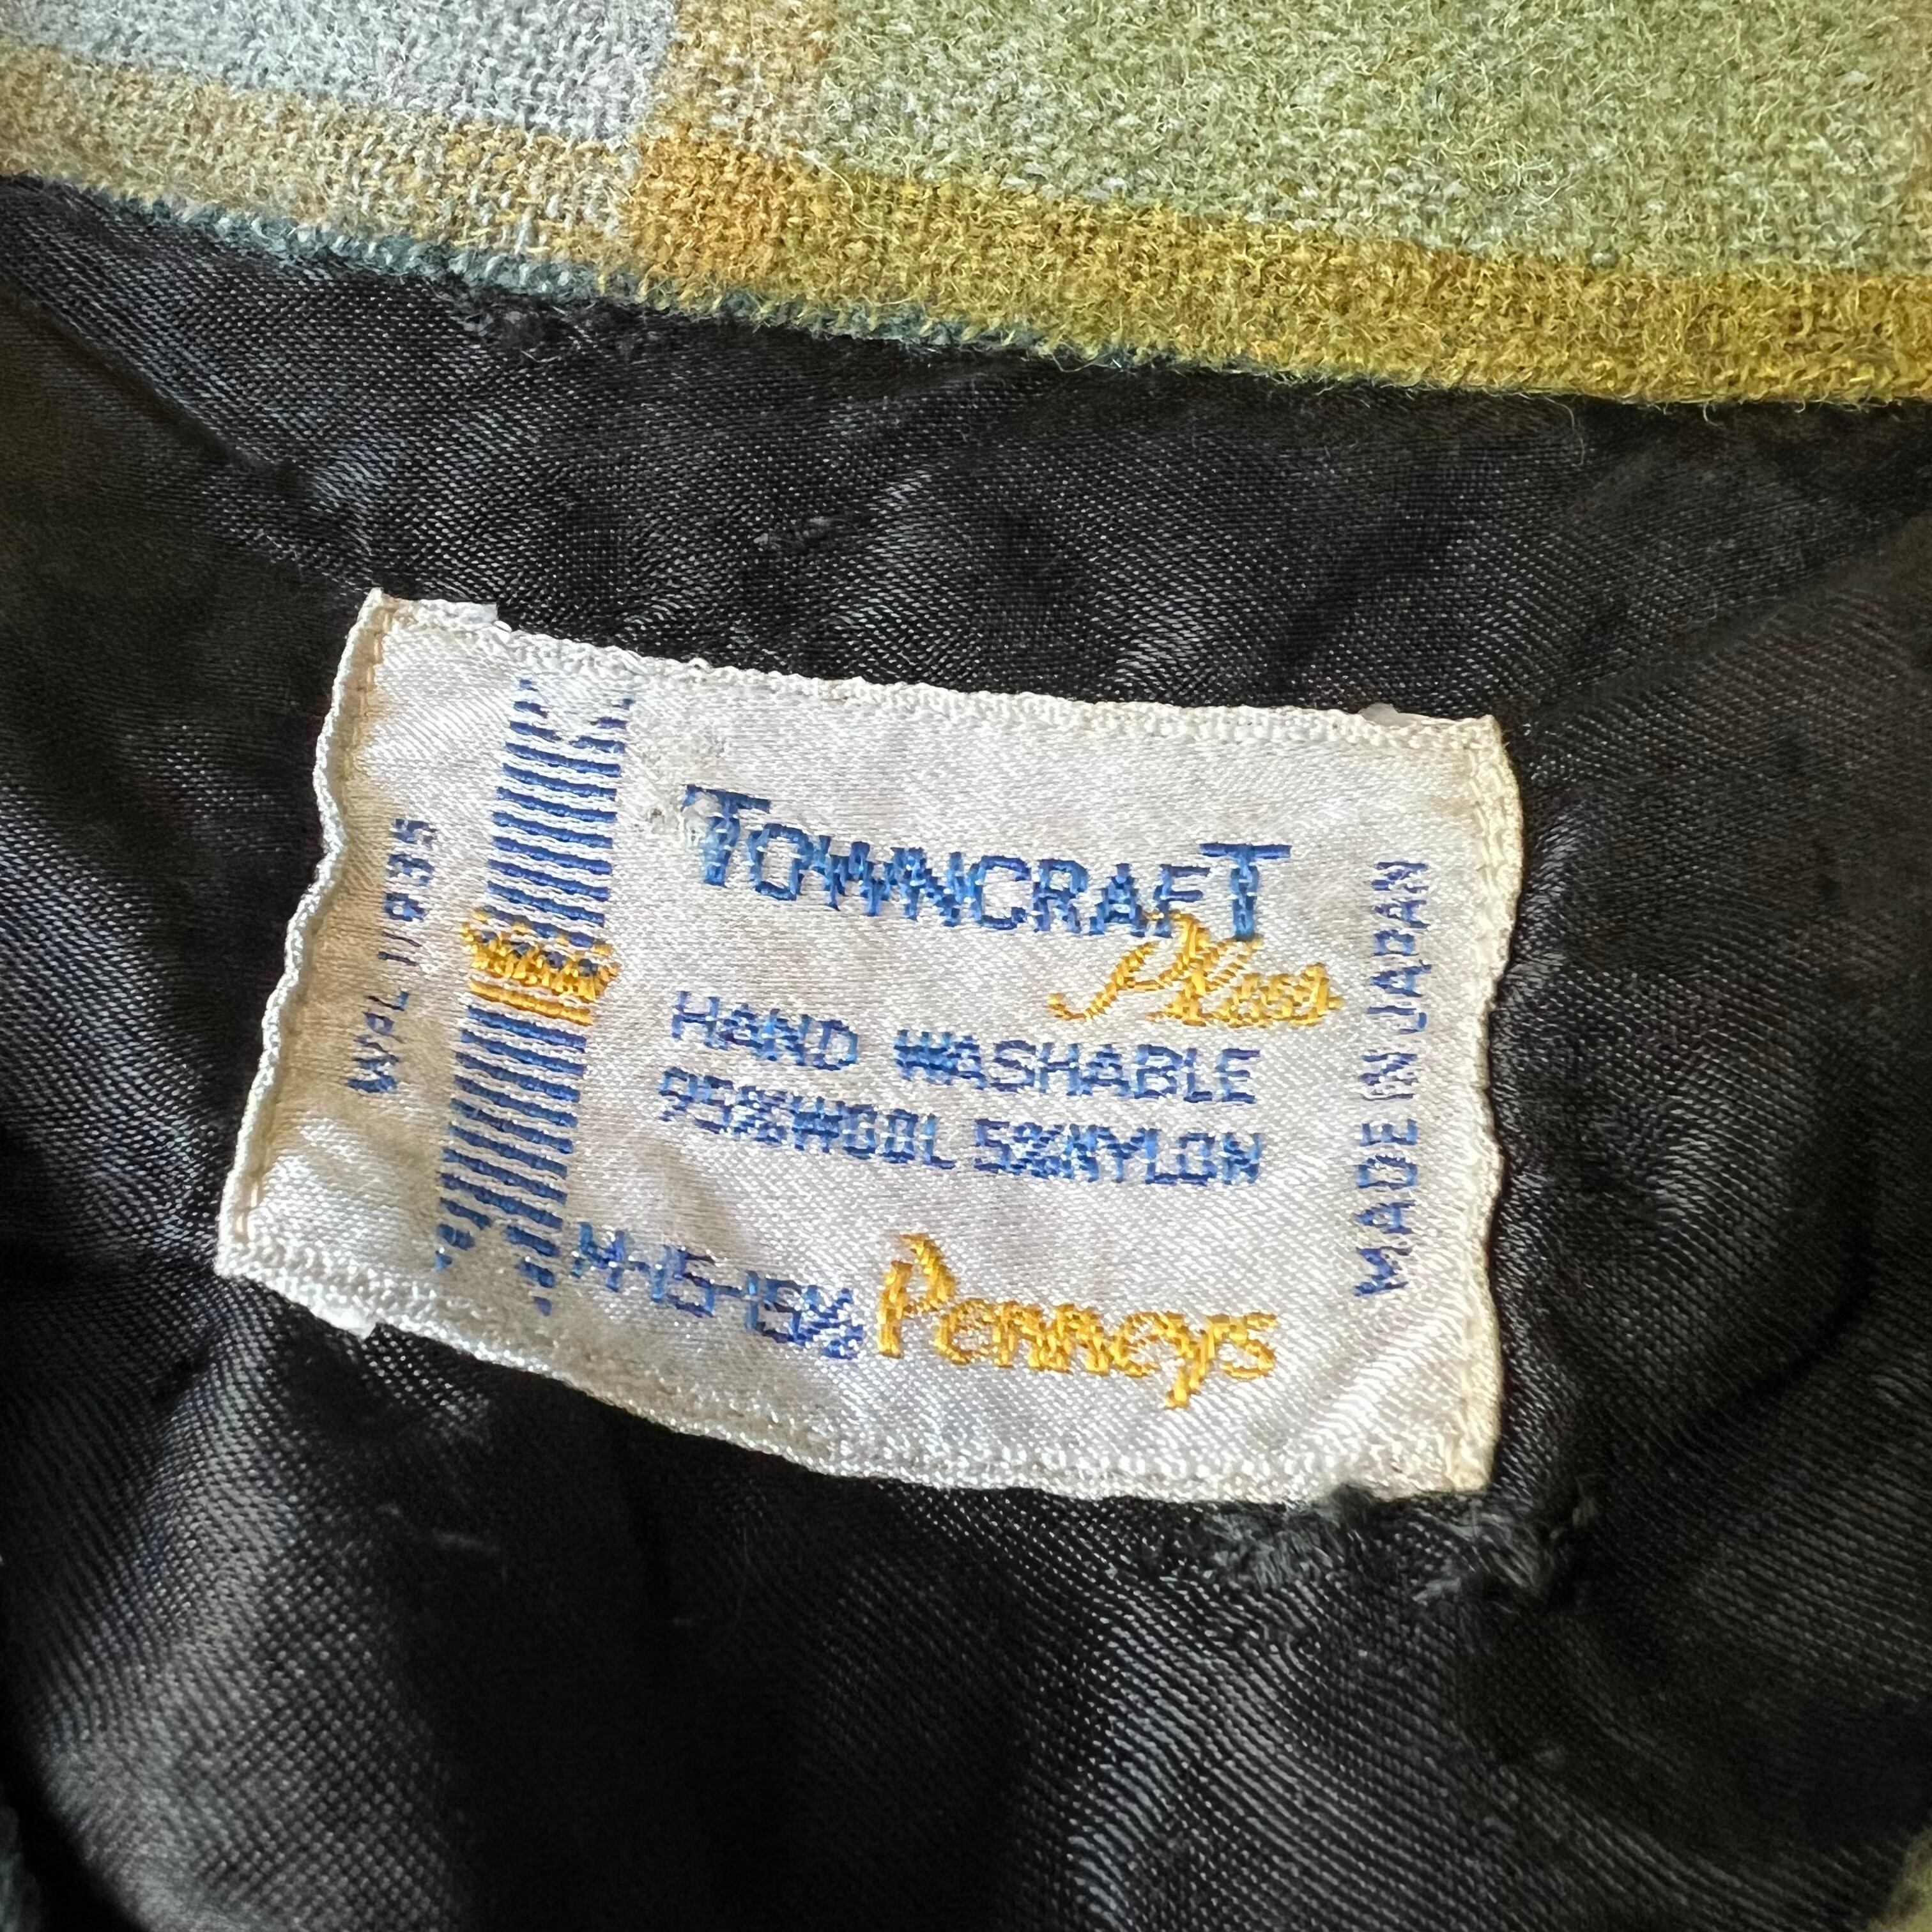 WPL 11935
TOWNCRAFT
Plus
HAND WASHABLE
95%WOOL 5%NYLON
M-15-15½
Penneys
MADE IN JAPAN